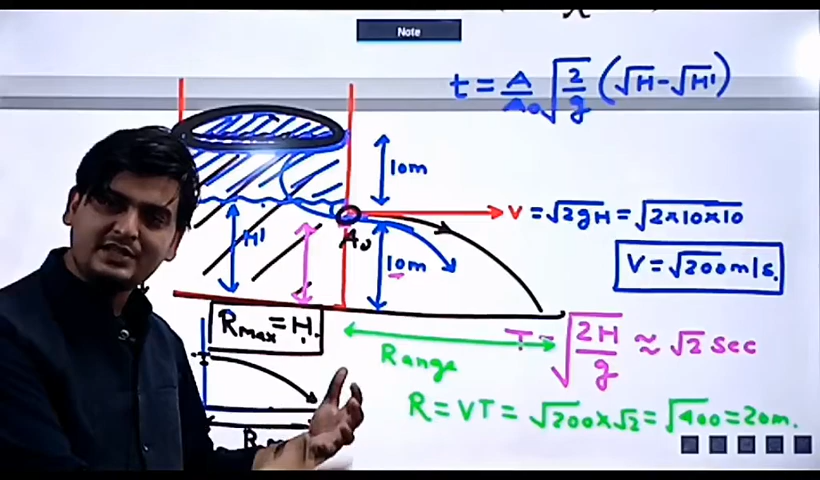 Note
t = A/A₀ √(2/g) (√H - √H')
10m
V = √2gH = √2×10×10
H'
A₀
10m
V = √200 m/s.
Rmax = H.
T = √(2H/g) ≈ √2 sec
Range
R = VT = √200×√2 = √400 = 20m.